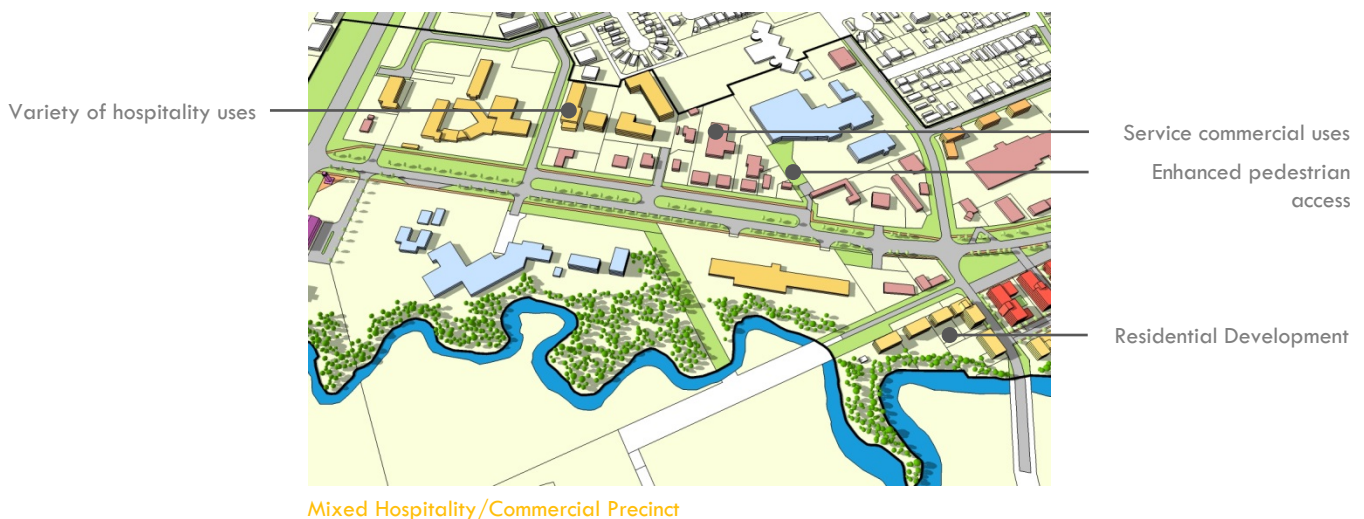 Variety of hospitality uses
Service commercial uses
Enhanced pedestrian
access
Residential Development
Mixed Hospitality/Commercial Precinct